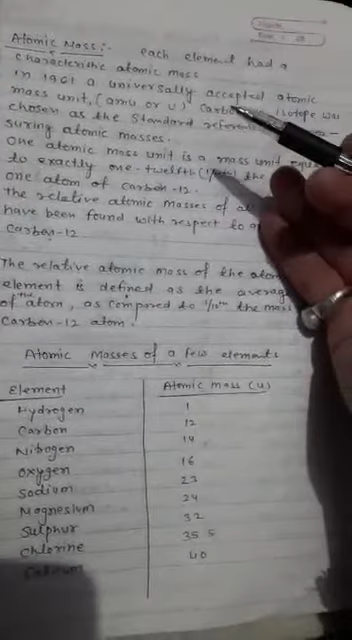 Atomic Mass:- each element had a
characteristic atomic mass
In 1961 a universally accepted atomic
mass unit, (amu or u) Carbon isotope was
chosen as the standard
suring atomic masses.
One atomic mass unit is a mass unit
to exactly one-twelfth the
one atom of carbon-12.
The relative atomic masses of
have been found with respect to
carbon-12
The relative atomic mass of the atom
element is defined as the average
of the atom, as compared to 1/12th the mass
carbon-12 atom.
Atomic Masses of a few elements
Element Atomic mass (u)
Hydrogen 1
Carbon 12
Nitrogen 14
Oxygen 16
Sodium 23
Magnesium 24
Sulphur 32
Chlorine 35 5
Calcium 40